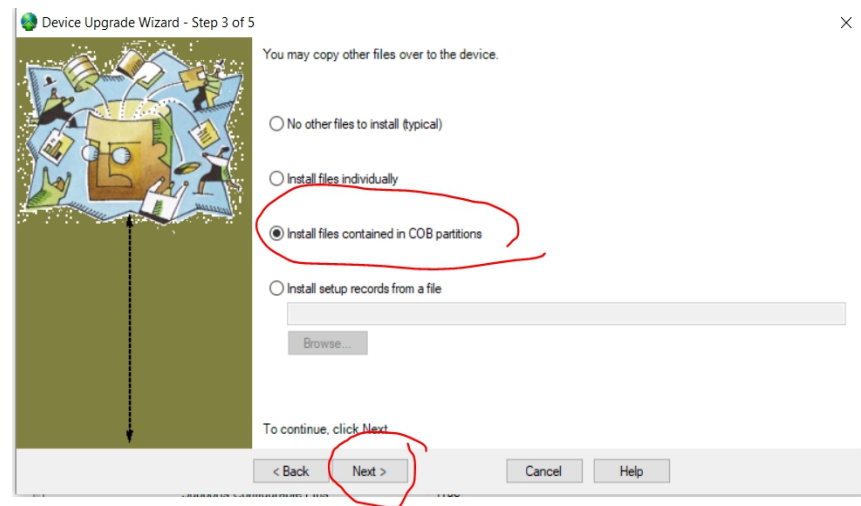 Device Upgrade Wizard - Step 3 of 5
You may copy other files over to the device.
No other files to install (typical)
Install files individually
Install files contained in COB partitions
Install setup records from a file
Browse...
To continue, click Next
< Back
Next >
Cancel
Help